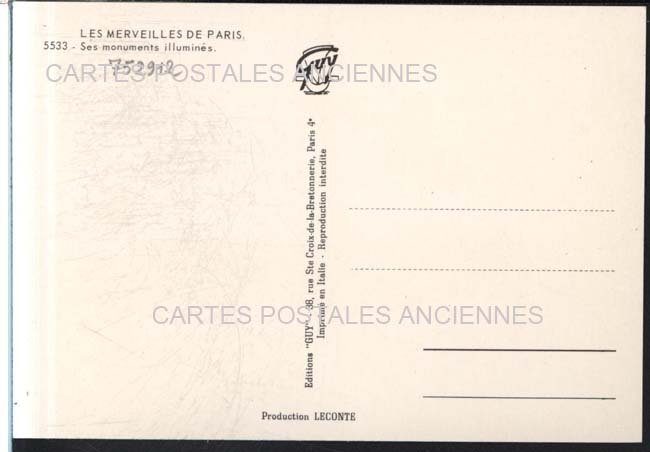 LES MERVEILLES DE PARIS.
5533 - Ses monuments illuminés.
752912
CARTES POSTALES ANCIENNES
GUY
Editions "GUY" - 38, rue Ste Croix-de-la-Bretonnerie, Paris 4e
Imprimé en Italie - Reproduction interdite
CARTES POSTALES ANCIENNES
Production LECONTE